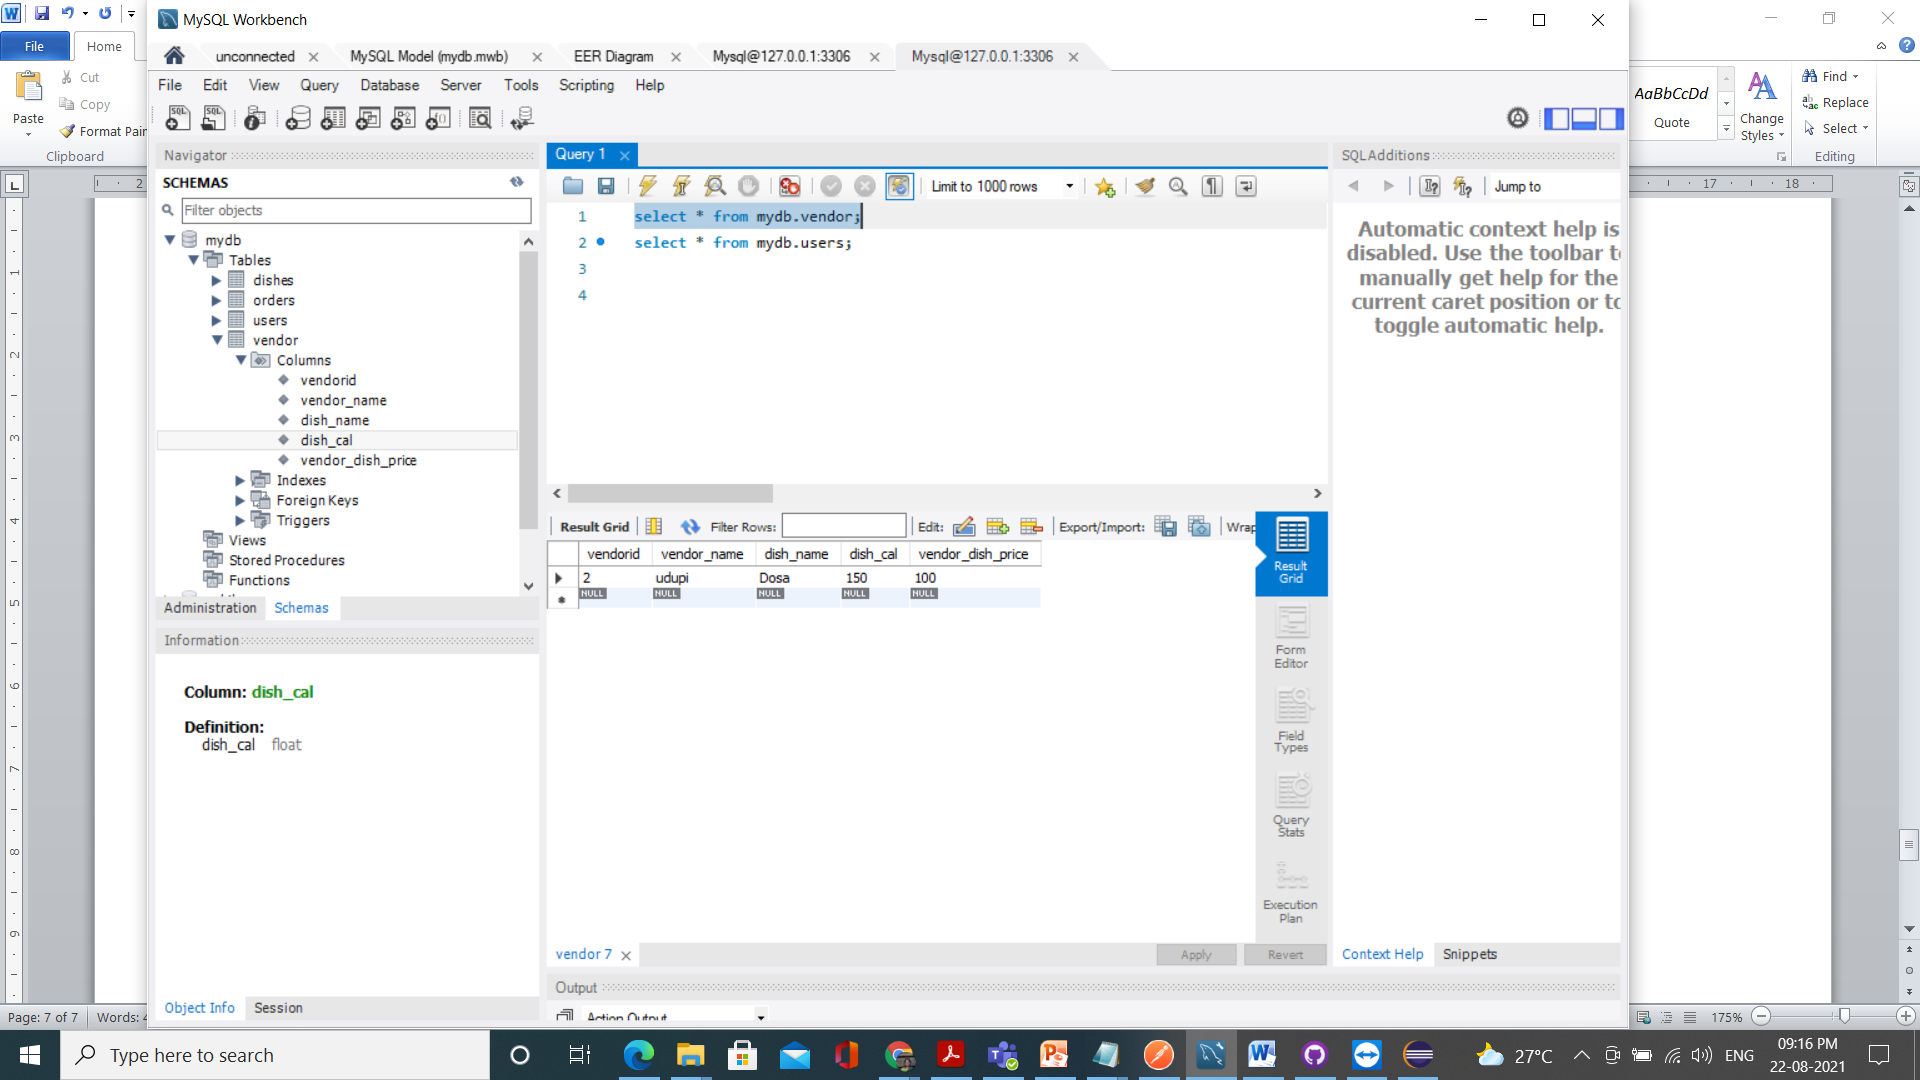 MySQL Workbench
File
Home
Cut
Copy
Format Pain
Paste
Clipboard
unconnected
MySQL Model (mydb.mwb)
EER Diagram
Mysql@127.0.0.1:3306
Mysql@127.0.0.1:3306
File Edit View Query Database Server Tools Scripting Help
AaBbCcDd
Quote
Change Styles
Find
Replace
Select
Editing
Navigator
SCHEMAS
Filter objects
mydb
Tables
dishes
orders
users
vendor
Columns
vendorid
vendor_name
dish_name
dish_cal
vendor_dish_price
Indexes
Foreign Keys
Triggers
Views
Stored Procedures
Functions
Administration Schemas
Information
Column: dish_cal
Definition:
dish_cal float
Object Info Session
Query 1
Limit to 1000 rows
1 select * from mydb.vendor;
2 select * from mydb.users;
3
4
Result Grid Filter Rows: Edit: Export/Import: Wrap
vendorid vendor_name dish_name dish_cal vendor_dish_price
2 udupi Dosa 150 100
NULL NULL NULL NULL NULL
Result Grid
Form Editor
Field Types
Query Stats
Execution Plan
vendor 7
Apply Revert
Output
Action Output
SQLAdditions
Jump to
Automatic context help is
disabled. Use the toolbar t
manually get help for the
current caret position or to
toggle automatic help.
Context Help Snippets
Page: 7 of 7 Words: 4
175%
Type here to search
27°C
ENG
09:16 PM
22-08-2021